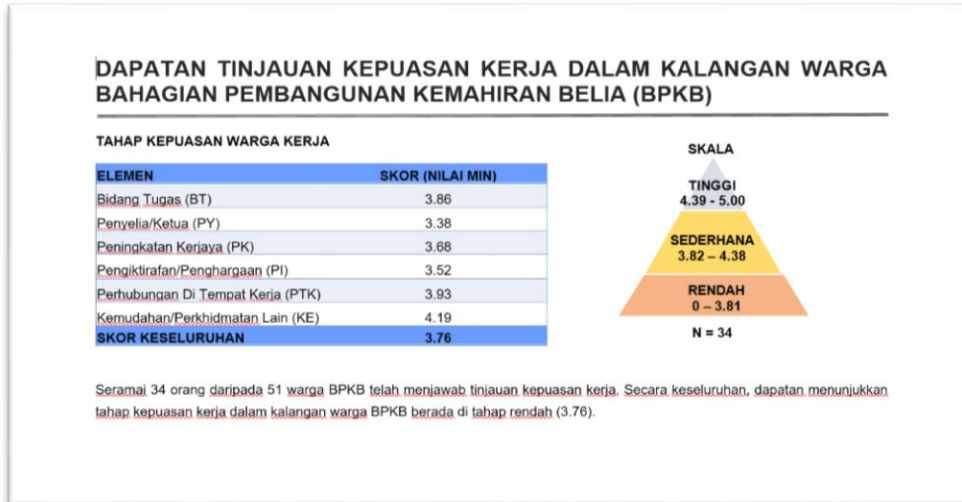 DAPATAN TINJAUAN KEPUASAN KERJA DALAM KALANGAN WARGA
BAHAGIAN PEMBANGUNAN KEMAHIRAN BELIA (BPKB)
TAHAP KEPUASAN WARGA KERJA
ELEMEN SKOR (NILAI MIN)
Bidang Tugas (BT) 3.86
Penyelia/Ketua (PY) 3.38
Peningkatan Kerjaya (PK) 3.68
Pengiktirafan/Penghargaan (PI) 3.52
Perhubungan Di Tempat Kerja (PTK) 3.93
Kemudahan/Perkhidmatan Lain (KE) 4.19
SKOR KESELURUHAN 3.76
SKALA
TINGGI
4.39 - 5.00
SEDERHANA
3.82 – 4.38
RENDAH
0 – 3.81
N = 34
Seramai 34 orang daripada 51 warga BPKB telah menjawab tinjauan kepuasan kerja. Secara keseluruhan, dapatan menunjukkan
tahap kepuasan kerja dalam kalangan warga BPKB berada di tahap rendah (3.76).